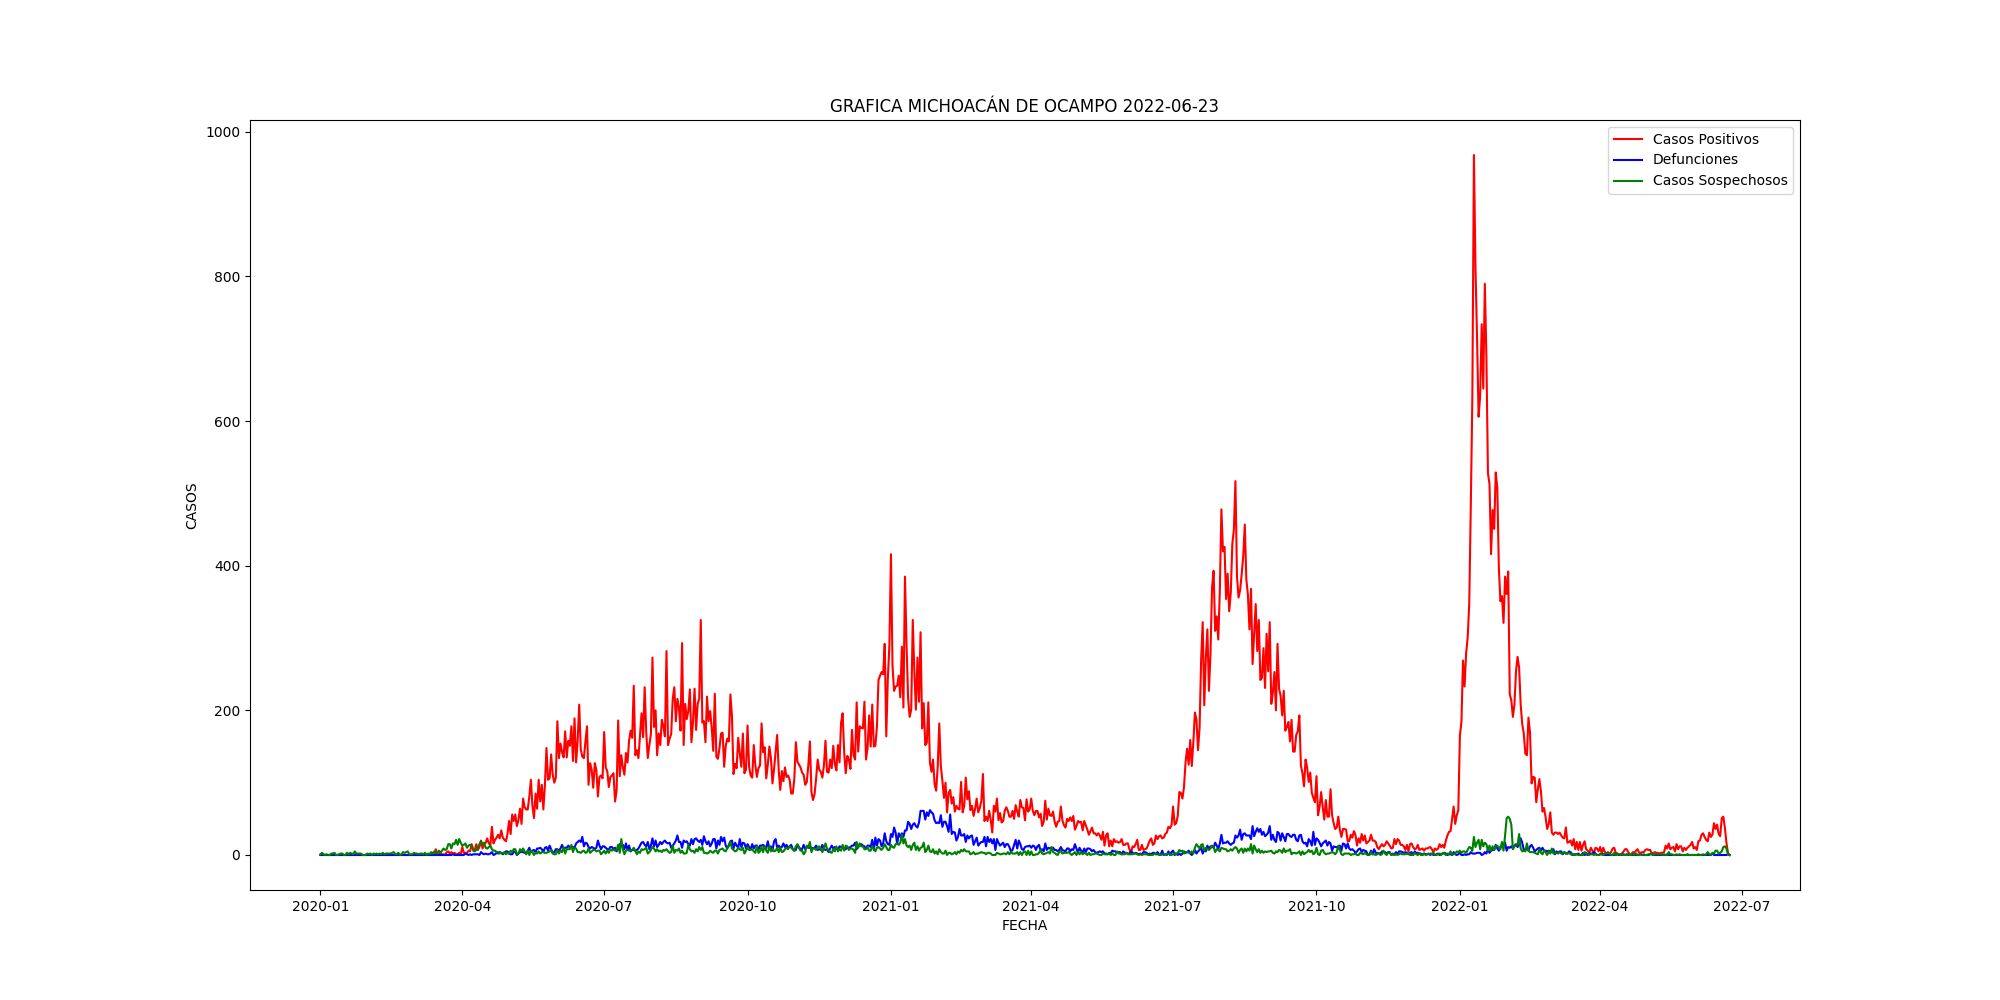 GRAFICA MICHOACÁN DE OCAMPO 2022-06-23
1000
800
600
400
200
0
CASOS
Casos Positivos
Defunciones
Casos Sospechosos
2020-01
2020-04
2020-07
2020-10
2021-01
2021-04
2021-07
2021-10
2022-01
2022-04
2022-07
FECHA